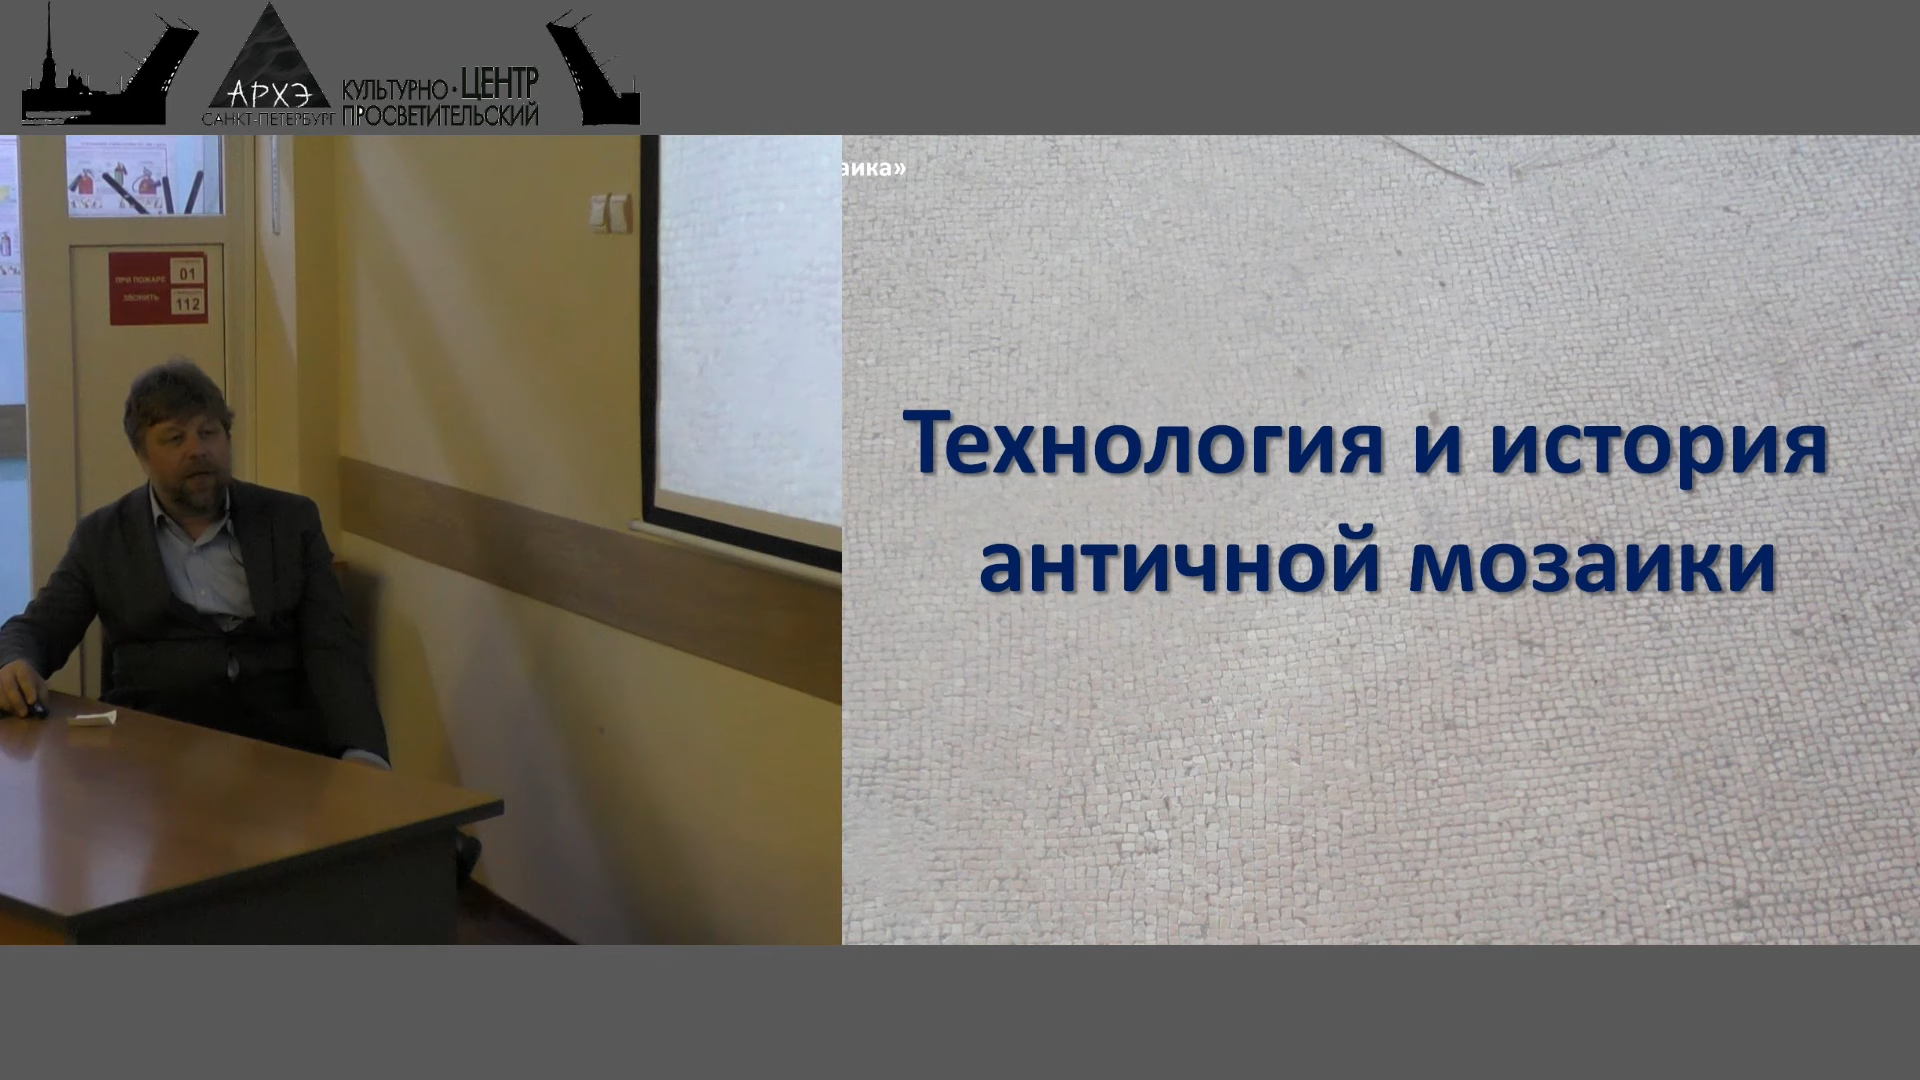 АРХЭ
САНКТ-ПЕТЕРБУРГ
КУЛЬТУРНО·ЦЕНТР
ПРОСВЕТИТЕЛЬСКИЙ
аика»
ПРИ ПОЖАРЕ
ЗВОНИТЬ
01
112
Технология и история
античной мозаики